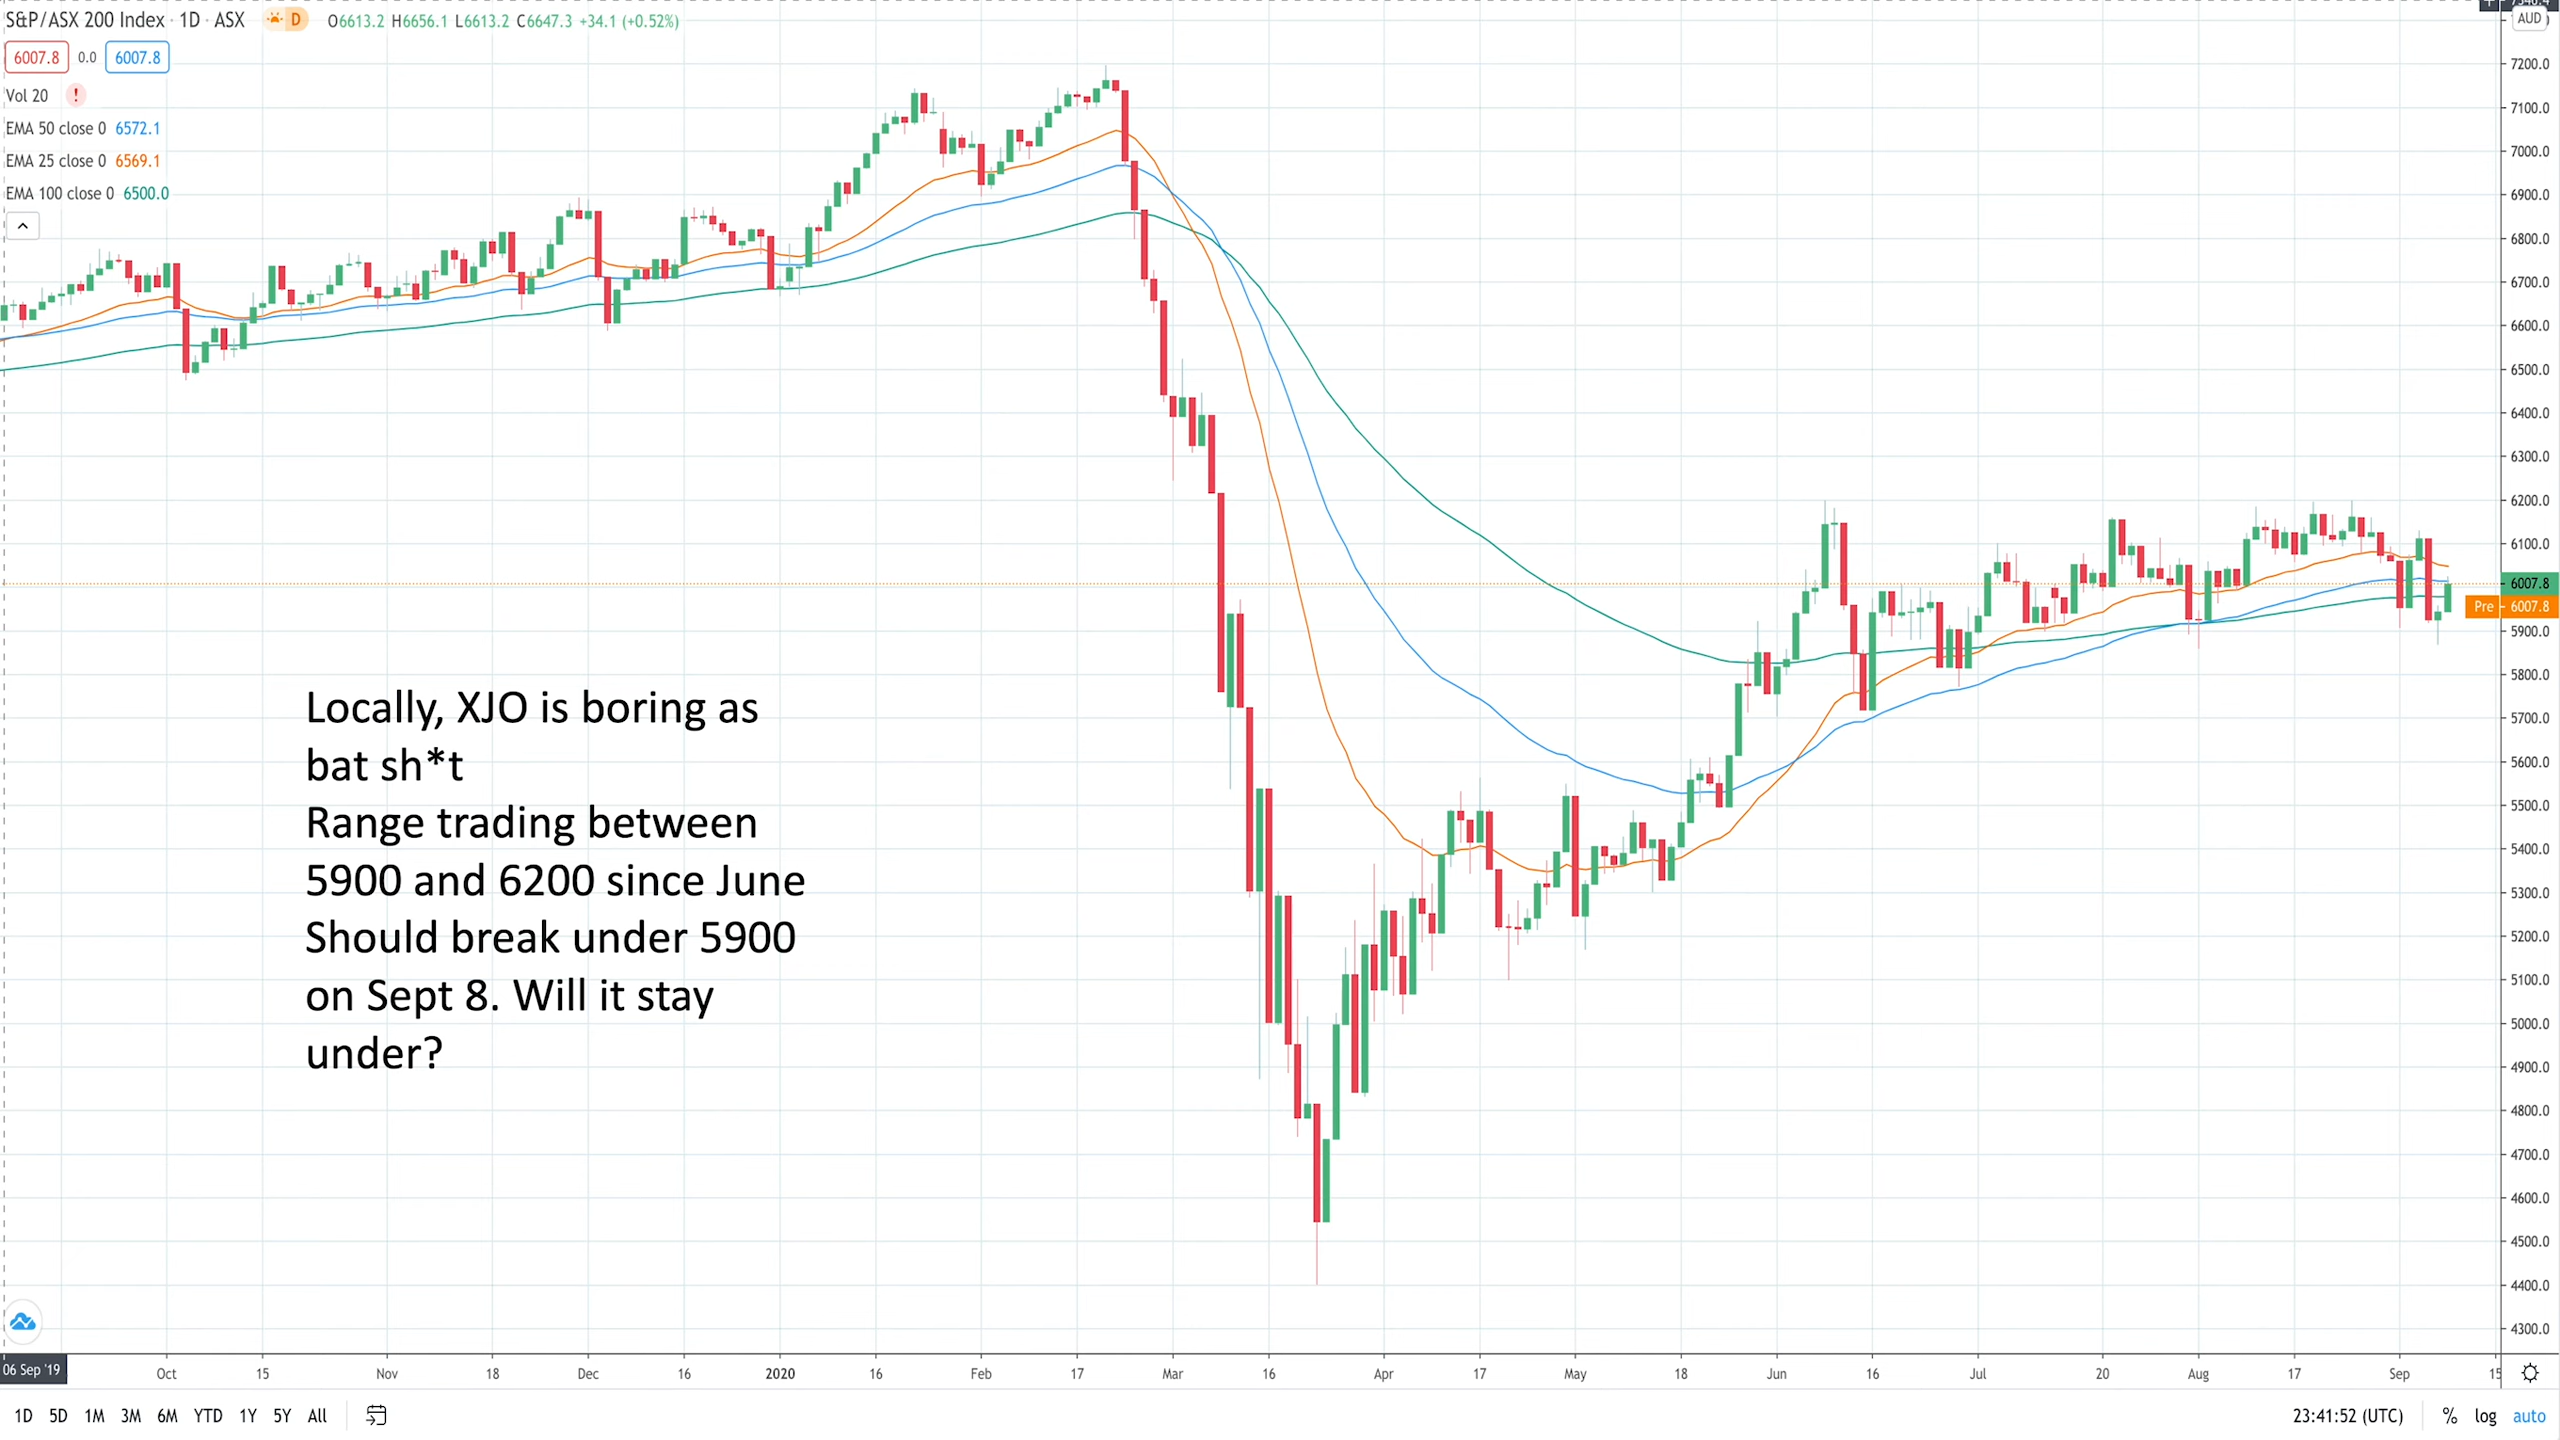 S&P/ASX 200 Index · 1D · ASX D O6613.2 H6656.1 L6613.2 C6647.3 +34.1 (+0.52%)
AUD
6007.8 0.0 6007.8
Vol 20 !
EMA 50 close 0 6572.1
EMA 25 close 0 6569.1
EMA 100 close 0 6500.0
7200.0
7100.0
7000.0
6900.0
6800.0
6700.0
6600.0
6500.0
6400.0
6300.0
6200.0
6100.0
6007.8
Pre 6007.8
5900.0
5800.0
5700.0
5600.0
5500.0
5400.0
5300.0
5200.0
5100.0
5000.0
4900.0
4800.0
4700.0
4600.0
4500.0
4400.0
4300.0
Locally, XJO is boring as
bat sh*t
Range trading between
5900 and 6200 since June
Should break under 5900
on Sept 8. Will it stay
under?
06 Sep '19 Oct 15 Nov 18 Dec 16 2020 16 Feb 17 Mar 16 Apr 17 May 18 Jun 16 Jul 20 Aug 17 Sep 15
1D 5D 1M 3M 6M YTD 1Y 5Y All 23:41:52 (UTC) % log auto